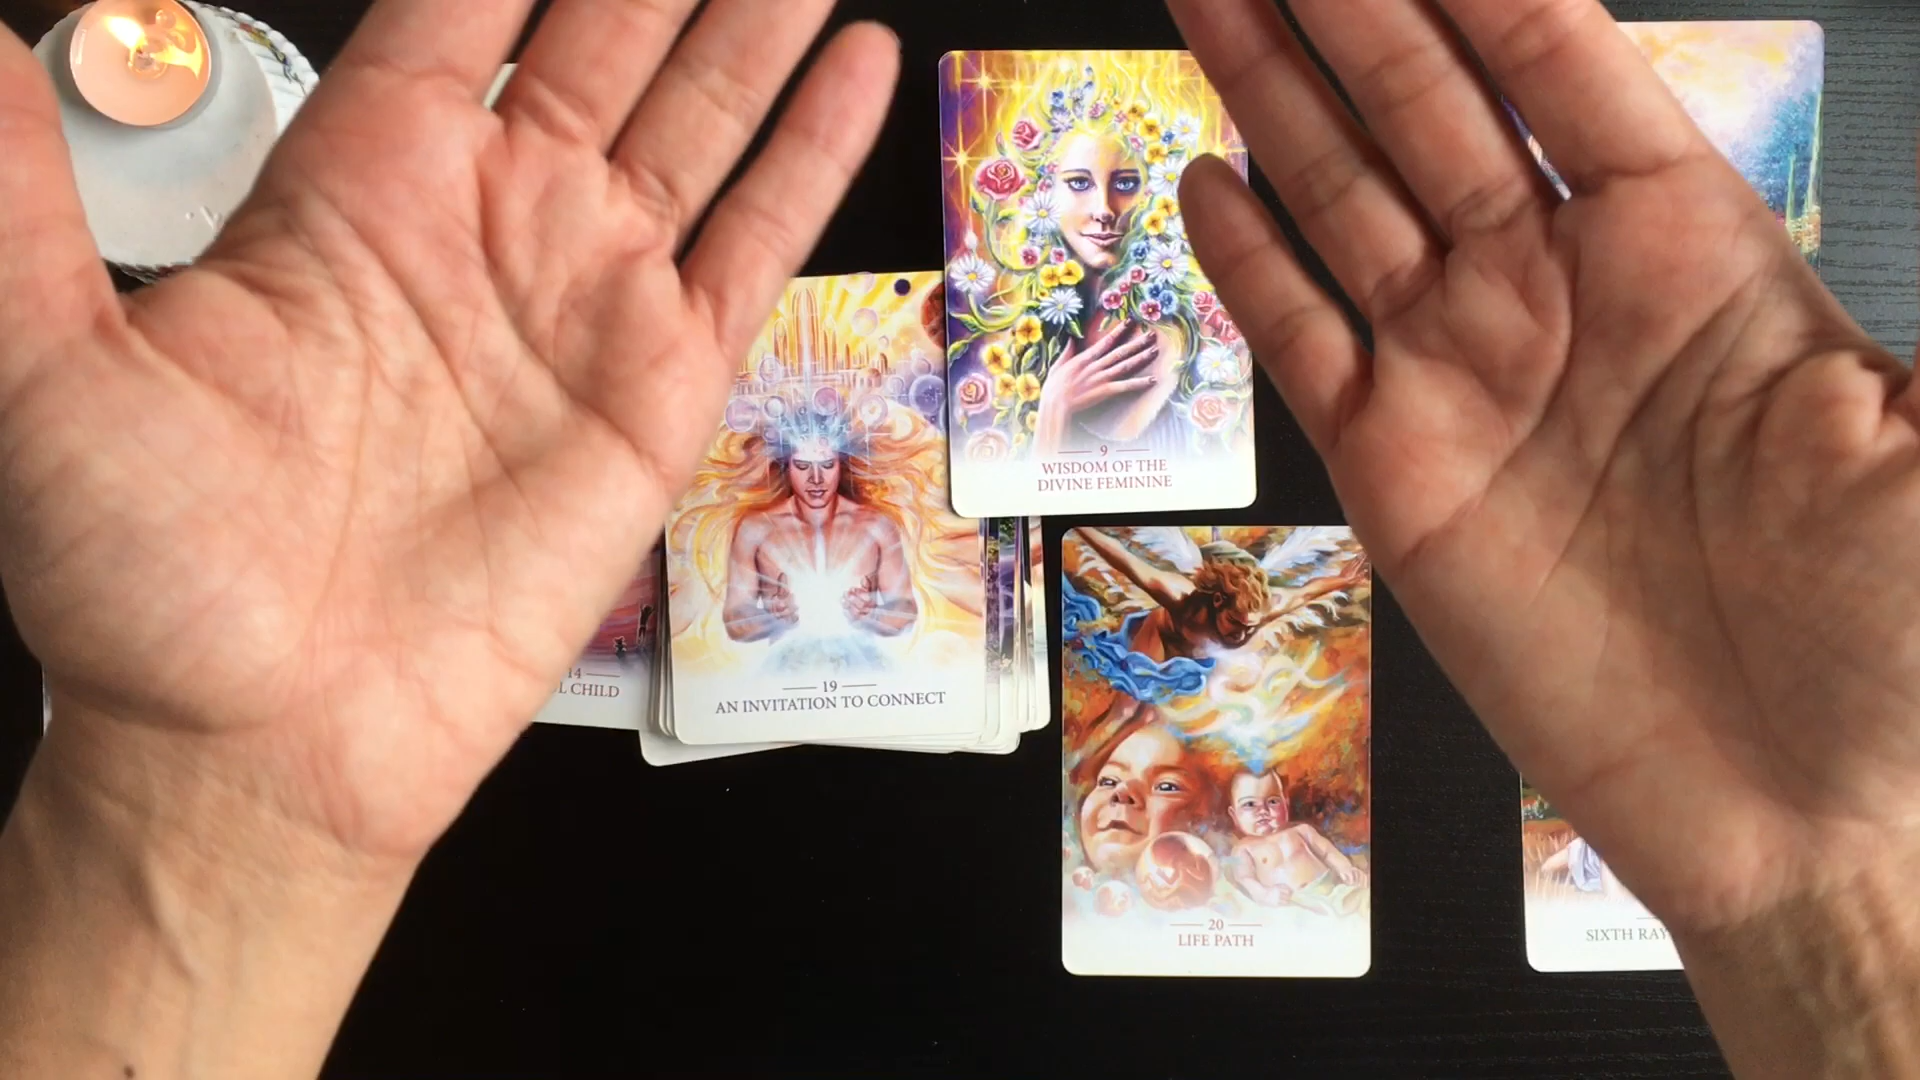 9
WISDOM OF THE
DIVINE FEMININE
14
CHILD
19
AN INVITATION TO CONNECT
20
LIFE PATH
SIXTH RAY